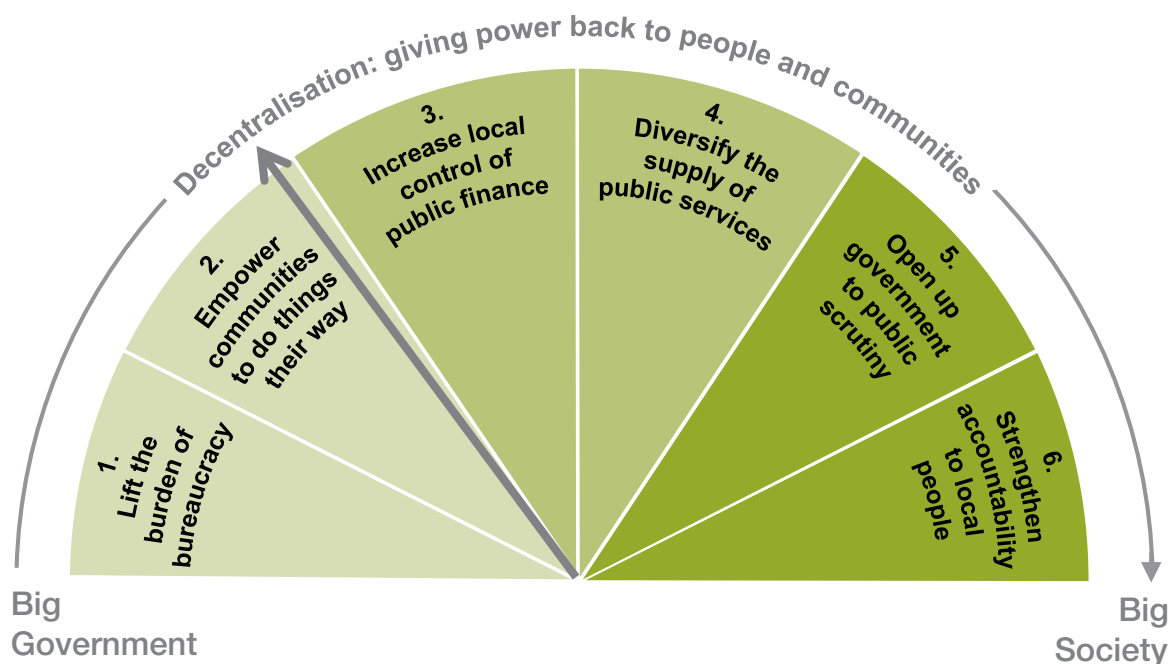 Decentralisation: giving power back to people and communities
1.
Lift the
burden of
bureaucracy
2.
Empower
communities
to do things
their way
3.
Increase local
control of
public finance
4.
Diversify the
supply of
public services
5.
Open up
government
to public
scrutiny
6.
Strengthen
accountability
to local
people
Big
Government
Big
Society